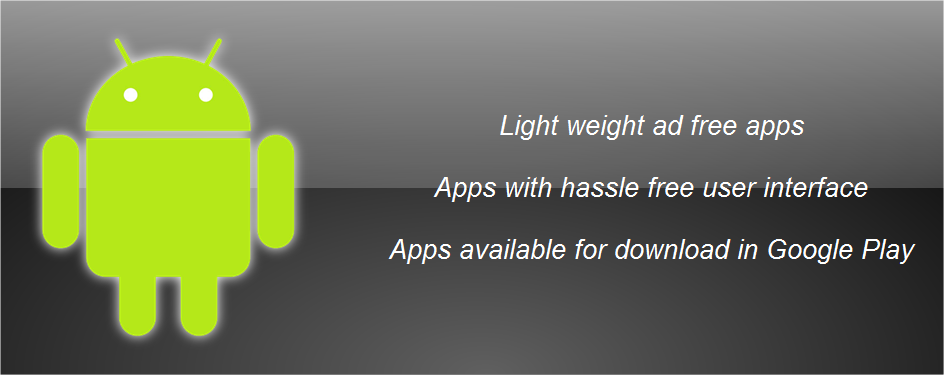 Light weight ad free apps
Apps with hassle free user interface
Apps available for download in Google Play